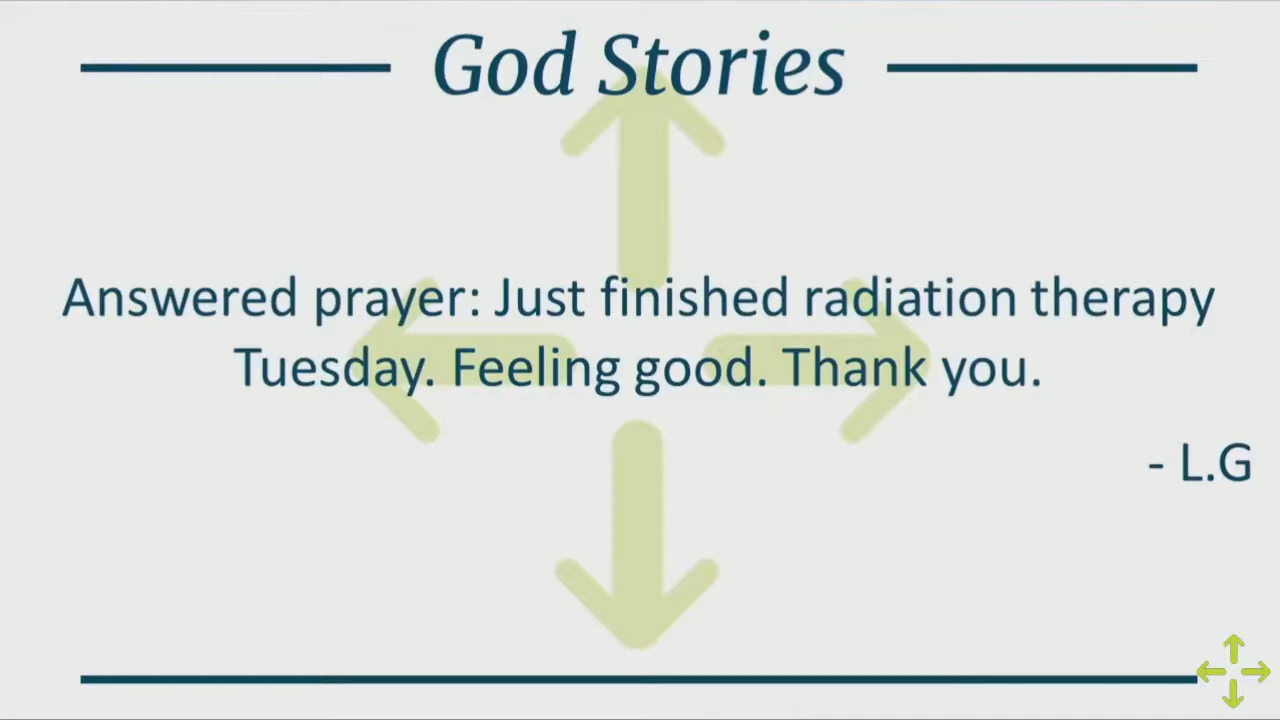 God Stories
Answered prayer: Just finished radiation therapy
Tuesday. Feeling good. Thank you.
- L.G